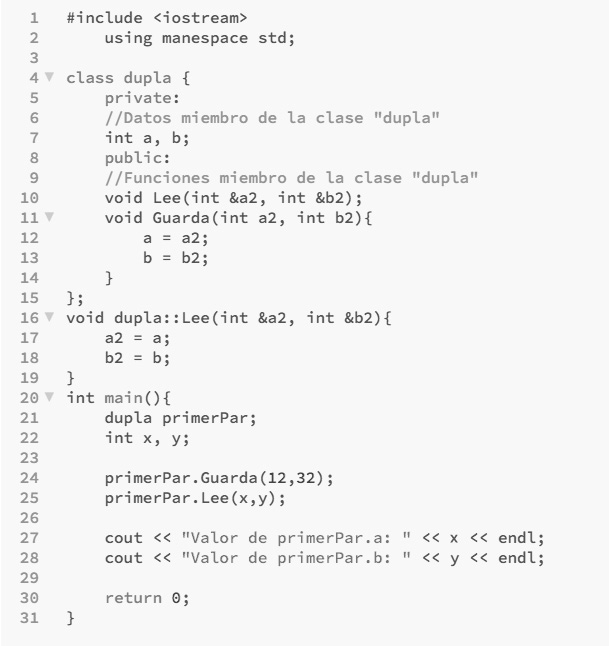 1 #include <iostream>
2 using manespace std;
3
4 class dupla {
5 private:
6 //Datos miembro de la clase "dupla"
7 int a, b;
8 public:
9 //Funciones miembro de la clase "dupla"
10 void Lee(int &a2, int &b2);
11 void Guarda(int a2, int b2){
12 a = a2;
13 b = b2;
14 }
15 };
16 void dupla::Lee(int &a2, int &b2){
17 a2 = a;
18 b2 = b;
19 }
20 int main(){
21 dupla primerPar;
22 int x, y;
23
24 primerPar.Guarda(12,32);
25 primerPar.Lee(x,y);
26
27 cout << "Valor de primerPar.a: " << x << endl;
28 cout << "Valor de primerPar.b: " << y << endl;
29
30 return 0;
31 }